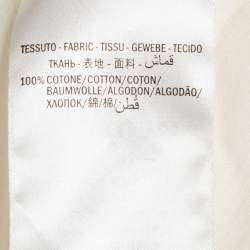 TESSUTO - FABRIC - TISSU - GEWEBE - TECIDO
ТКАНЬ - 表地 - 面料 - قماش
100% COTONE/COTTON/COTON/
BAUMWOLLE/ALGODÓN/ALGODÃO/
ХЛОПОК/綿/棉/قطن